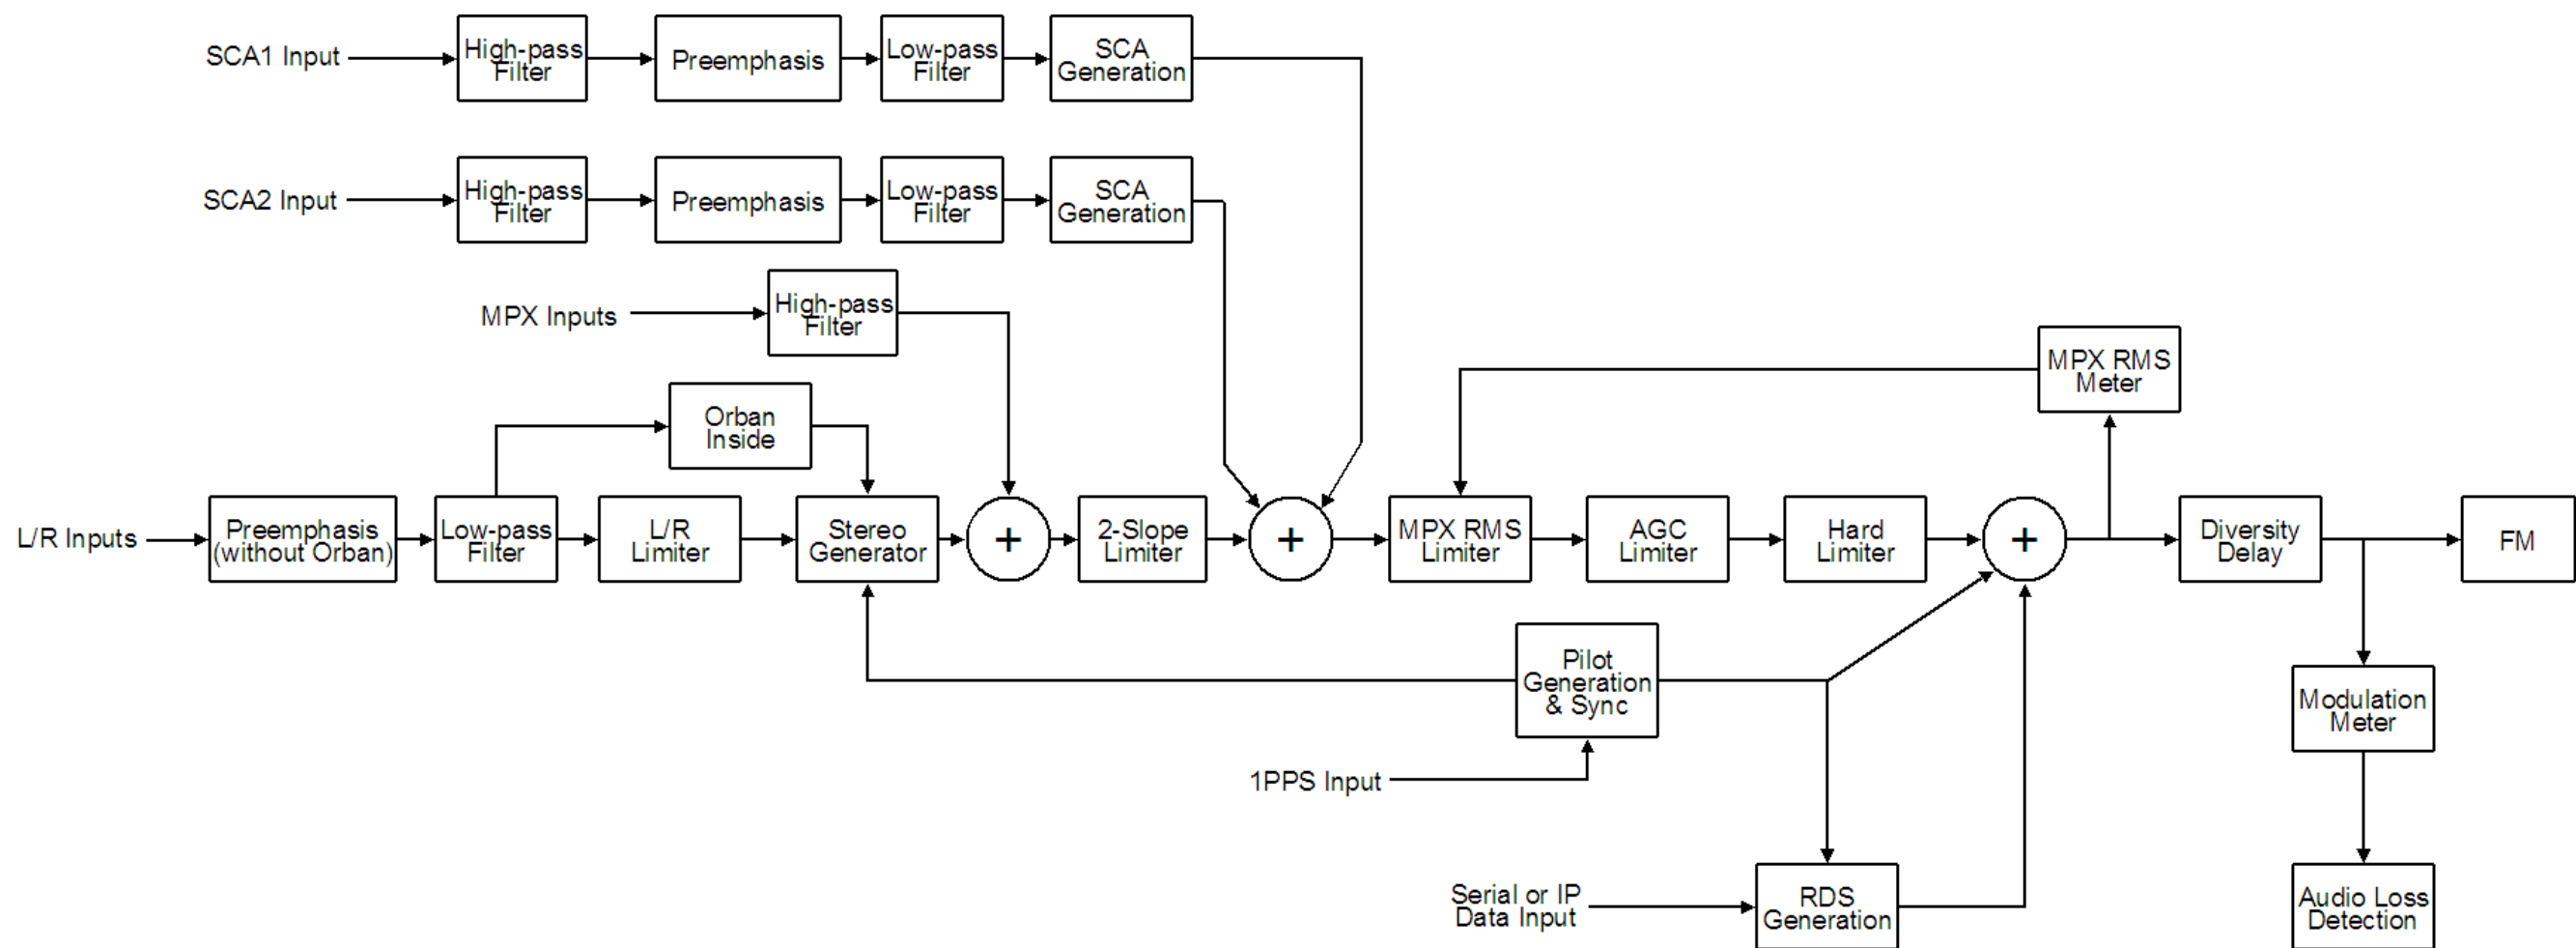 SCA1 Input
High-pass
Filter
Preemphasis
Low-pass
Filter
SCA
Generation
SCA2 Input
High-pass
Filter
Preemphasis
Low-pass
Filter
SCA
Generation
MPX Inputs
High-pass
Filter
MPX RMS
Meter
Orban
Inside
L/R Inputs
Preemphasis
(without Orban)
Low-pass
Filter
L/R
Limiter
Stereo
Generator
+
2-Slope
Limiter
+
MPX RMS
Limiter
AGC
Limiter
Hard
Limiter
+
Diversity
Delay
FM
Pilot
Generation
& Sync
Modulation
Meter
1PPS Input
Serial or IP
Data Input
RDS
Generation
Audio Loss
Detection